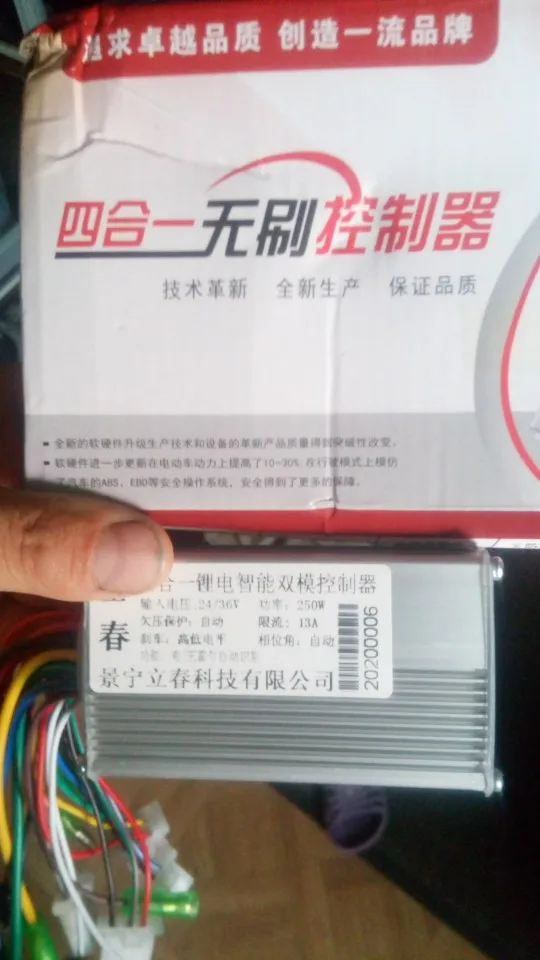 求卓越品质 创造一流品牌
四合一无刷控制器
技术革新 全新生产 保证品质
全新的软硬件升级生产技术和设备的革新产品质量得到突破性改变。
软硬件进一步更新在电动车动力上提高了10-30% 在行驶模式上模仿
了汽车的ABS、EBD等安全操作系统, 安全得到了更多的保障。
合一锂电智能双模控制器
输入电压:24/36V 功率: 250W
春
欠压保护: 自动 限流: 13A
刹车: 高低电平 相位角: 自动
景宁立春科技有限公司
20200006